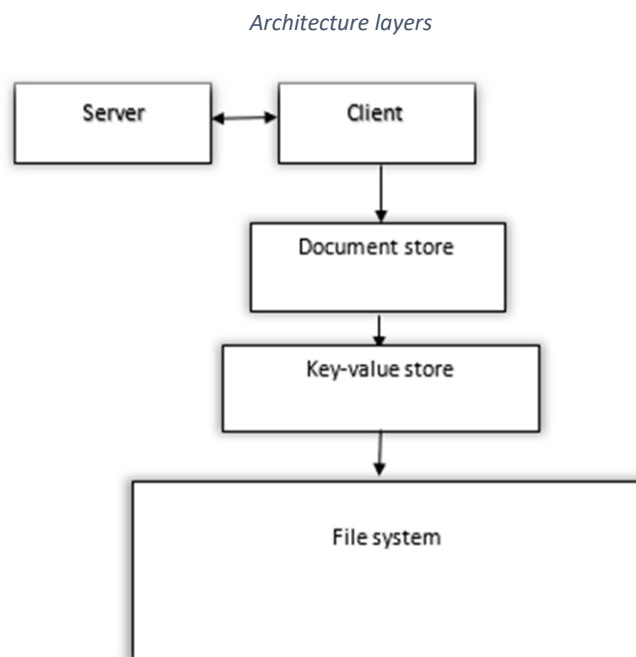 Architecture layers
Server
Client
Document store
Key-value store
File system